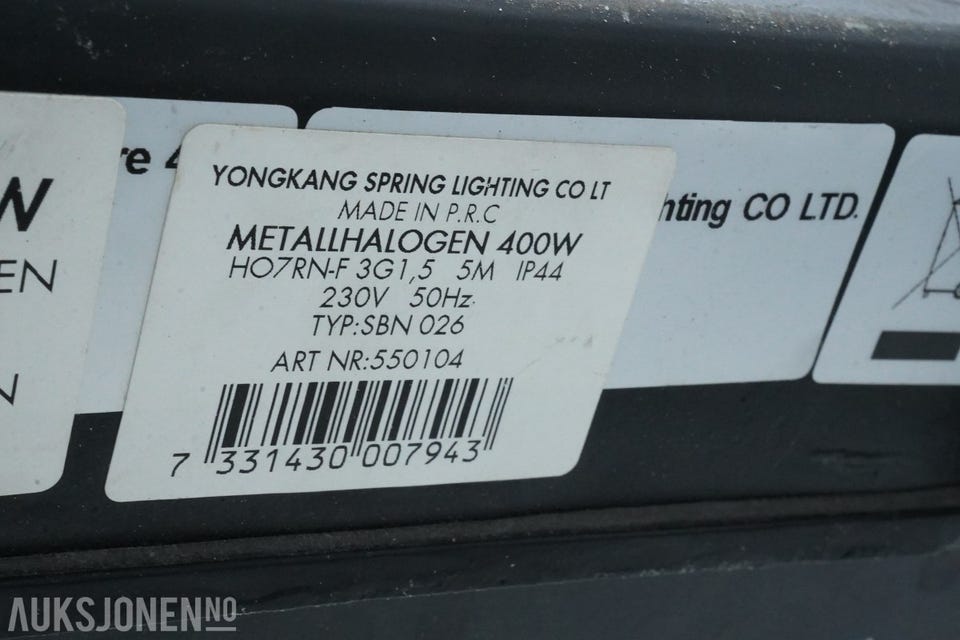 W
EN
N
re 4
YONGKANG SPRING LIGHTING CO LT
MADE IN P.R.C
METALLHALOGEN 400W
HO7RN-F 3G1,5 5M IP44
230V 50Hz
TYP:SBN 026
ART NR:550104
7 331430 007943
hting CO LTD.
AUKSJONEN.NO